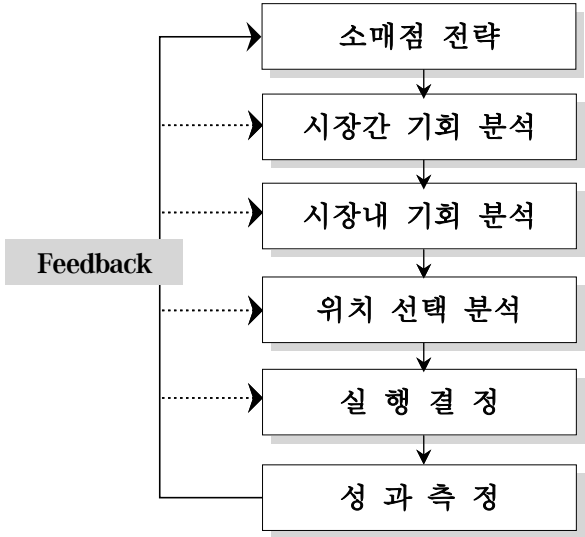 소매점 전략
시장간 기회 분석
시장내 기회 분석
Feedback
위치 선택 분석
실 행 결 정
성 과 측 정